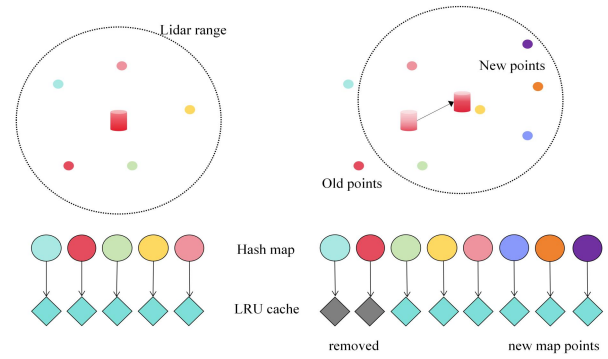 Lidar range
New points
Old points
Hash map
LRU cache
removed
new map points